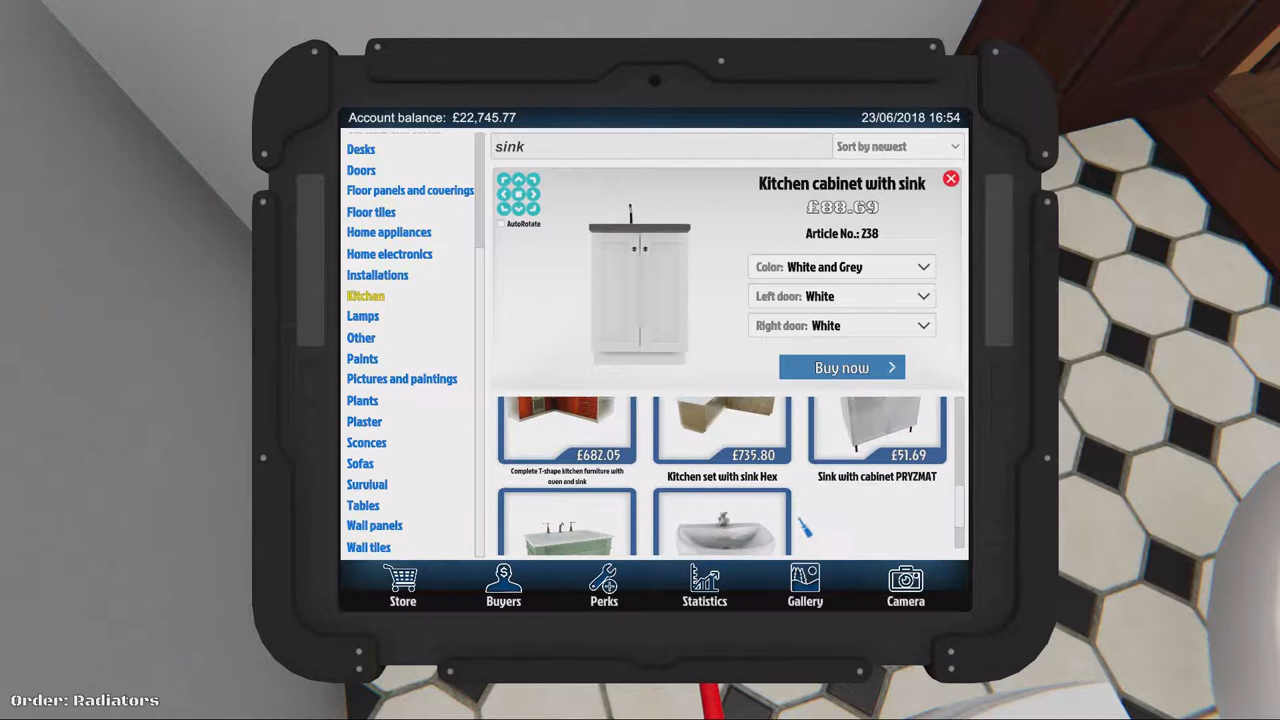 Account balance: £22,745.77
23/06/2018 16:54
Desks
Doors
Floor panels and coverings
Floor tiles
Home appliances
Home electronics
Installations
Kitchen
Lamps
Other
Paints
Pictures and paintings
Plants
Plaster
Sconces
Sofas
Survival
Tables
Wall panels
Wall tiles
sink
Sort by newest
AutoRotate
Kitchen cabinet with sink
£88.69
Article No.: Z38
Color: White and Grey
Left door: White
Right door: White
Buy now
£682.05
Complete T-shape kitchen furniture with
oven and sink
£735.80
Kitchen set with sink Hex
£51.69
Sink with cabinet PRYZMAT
Store
Buyers
Perks
Statistics
Gallery
Camera
Order: Radiators